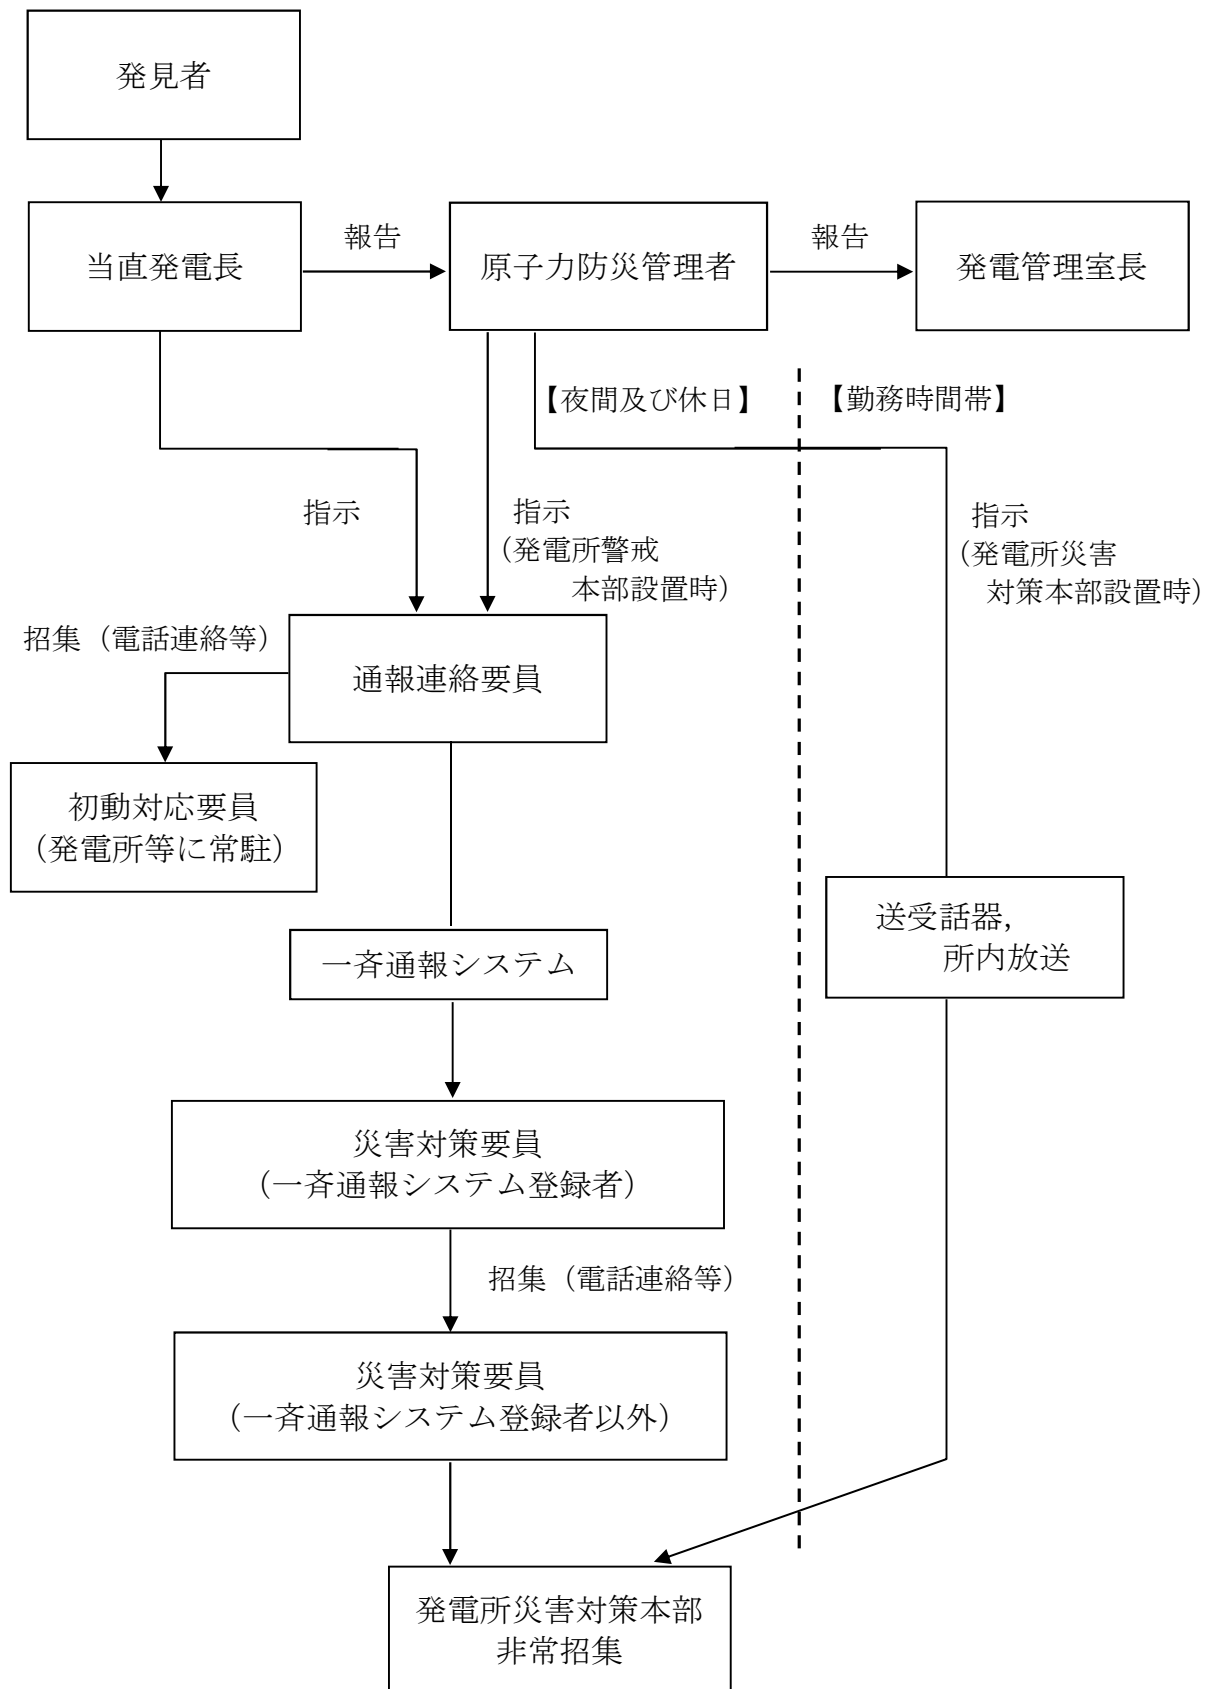 発見者
当直発電長
報告
原子力防災管理者
報告
発電管理室長
【夜間及び休日】
【勤務時間帯】
指示
指示
（発電所警戒
本部設置時）
指示
（発電所災害
対策本部設置時）
招集（電話連絡等）
通報連絡要員
初動対応要員
（発電所等に常駐）
送受話器，
所内放送
一斉通報システム
災害対策要員
（一斉通報システム登録者）
招集（電話連絡等）
災害対策要員
（一斉通報システム登録者以外）
発電所災害対策本部
非常招集